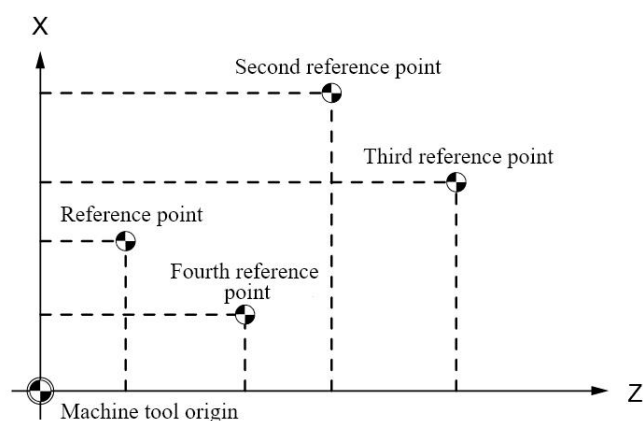 X
Second reference point
Third reference point
Reference point
Fourth reference
point
Z
Machine tool origin